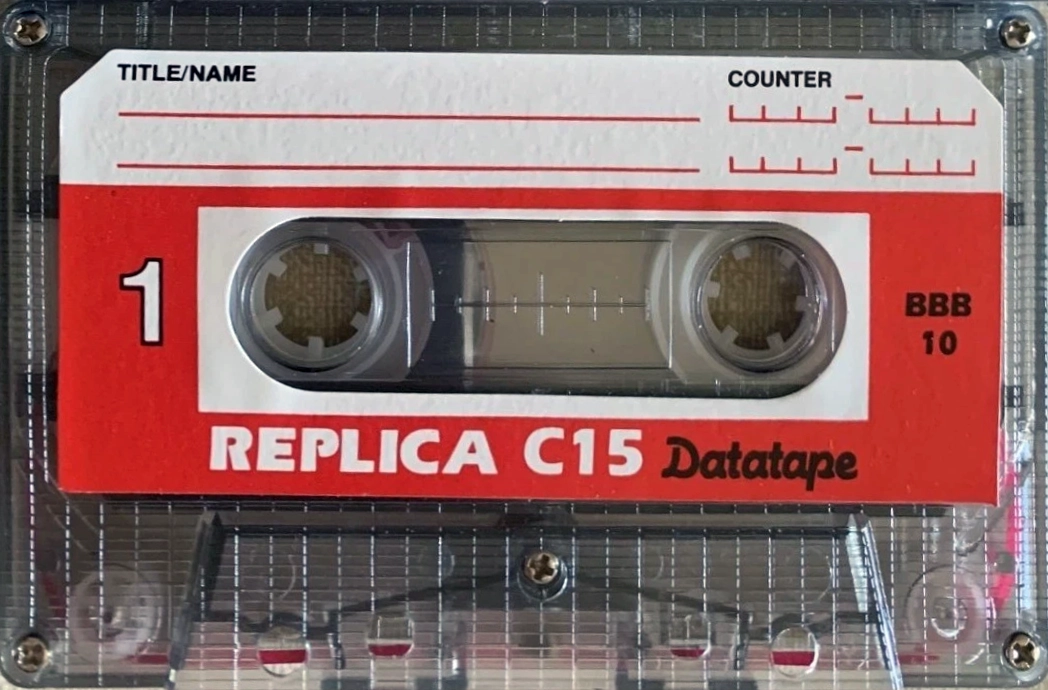 TITLE/NAME
COUNTER
1
BBB
10
REPLICA C15 Datatape